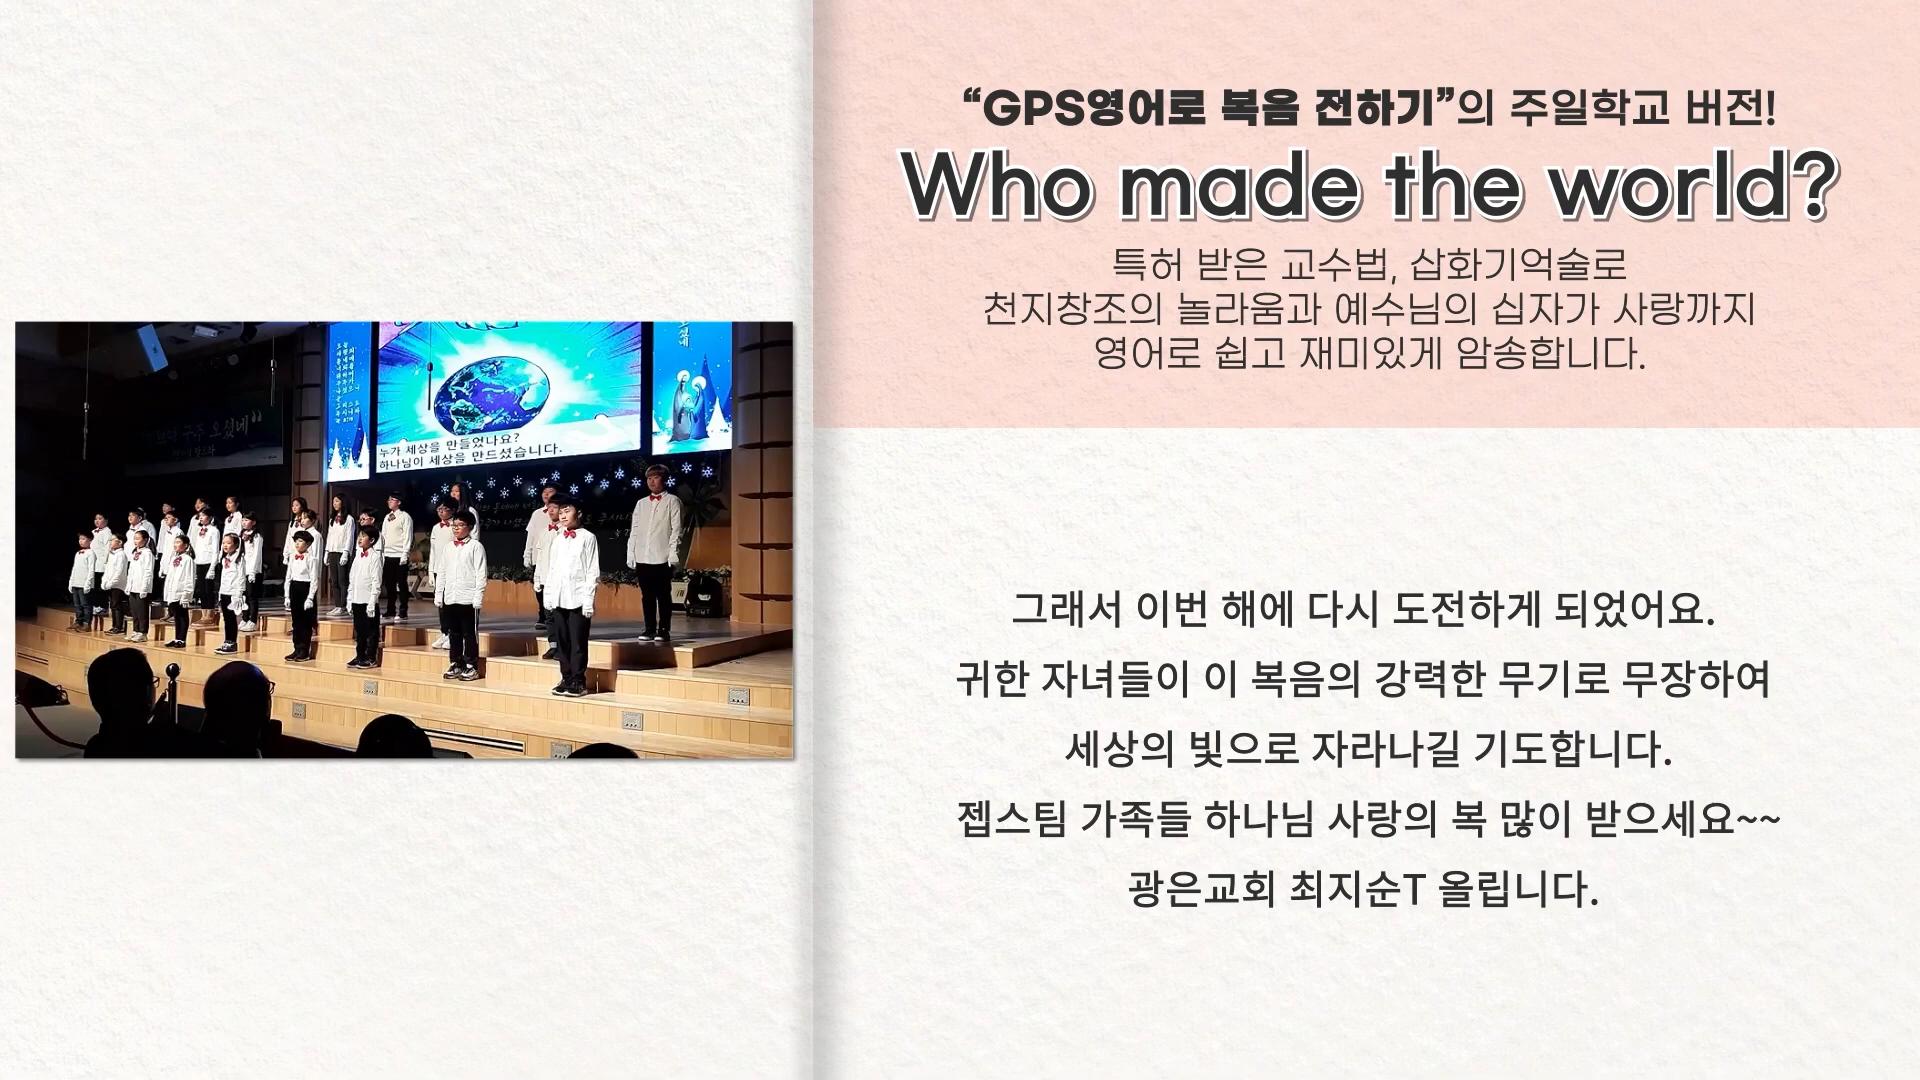 “GPS영어로 복음 전하기”의 주일학교 버전!
Who made the world?
특허 받은 교수법, 삽화기억술로
천지창조의 놀라움과 예수님의 십자가 사랑까지
영어로 쉽고 재미있게 암송합니다.
누가 세상을 만들었나요?
하나님이 세상을 만드셨습니다.
구주 오셨네
그래서 이번 해에 다시 도전하게 되었어요.
귀한 자녀들이 이 복음의 강력한 무기로 무장하여
세상의 빛으로 자라나길 기도합니다.
젭스팀 가족들 하나님 사랑의 복 많이 받으세요~~
광은교회 최지순T 올립니다.